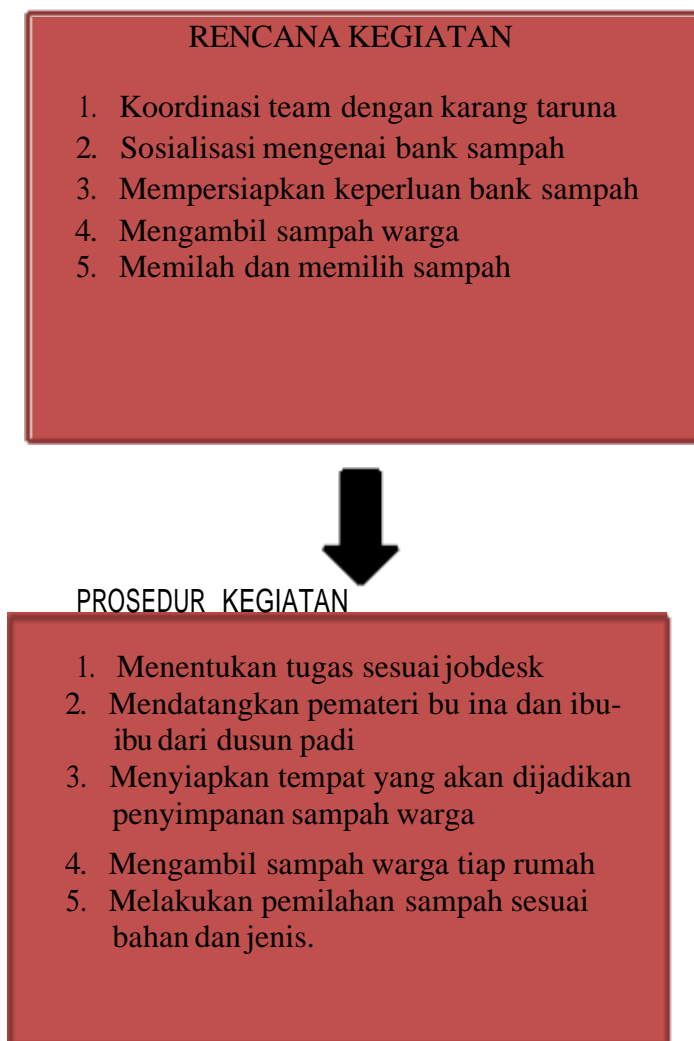 RENCANA KEGIATAN
1. Koordinasi team dengan karang taruna
2. Sosialisasi mengenai bank sampah
3. Mempersiapkan keperluan bank sampah
4. Mengambil sampah warga
5. Memilah dan memilih sampah
PROSEDUR KEGIATAN
1. Menentukan tugas sesuai jobdesk
2. Mendatangkan pemateri bu ina dan ibu-
ibu dari dusun padi
3. Menyiapkan tempat yang akan dijadikan
penyimpanan sampah warga
4. Mengambil sampah warga tiap rumah
5. Melakukan pemilahan sampah sesuai
bahan dan jenis.